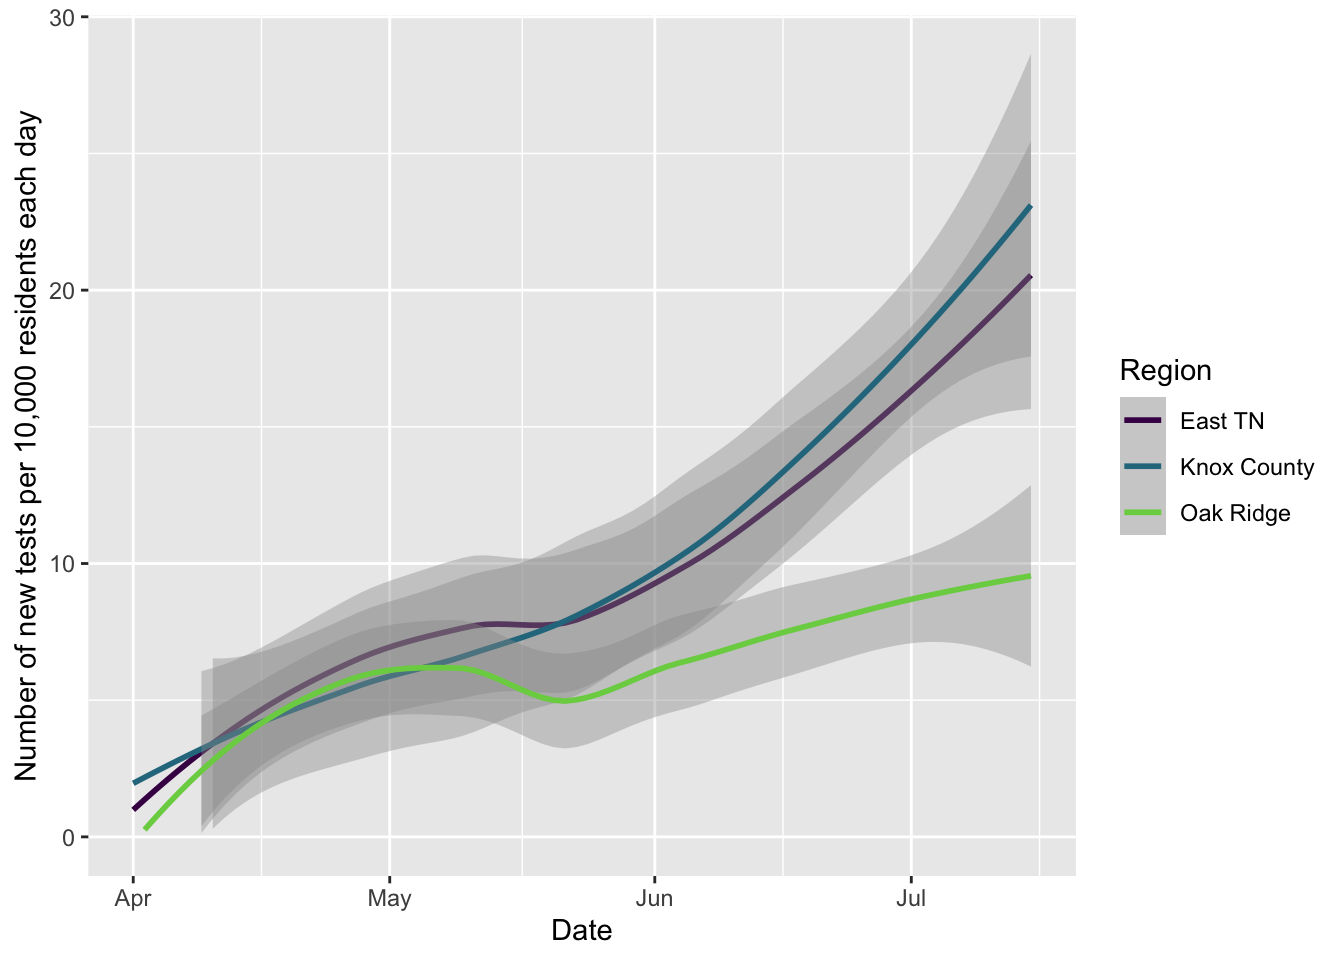 Number of new tests per 10,000 residents each day
30
20
10
0
Apr
May
Jun
Jul
Date
Region
East TN
Knox County
Oak Ridge